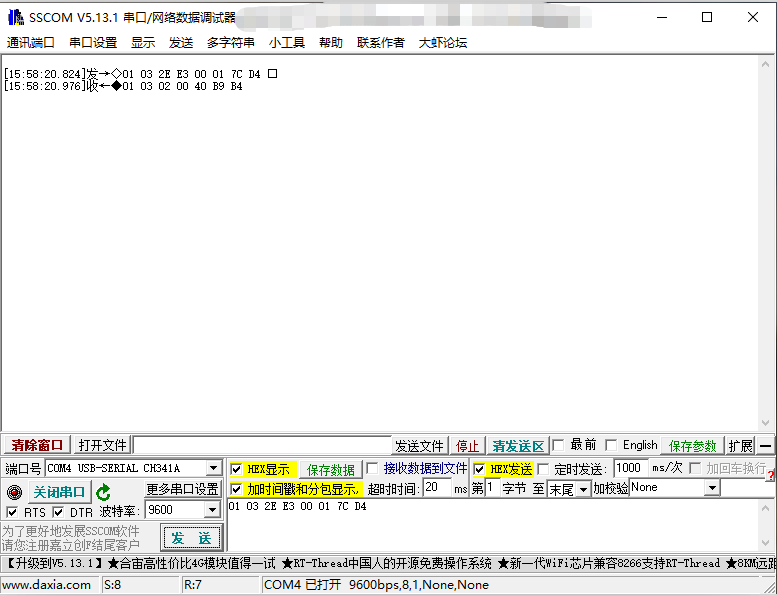 SSCOM V5.13.1 串口/网络数据调试器
通讯端口 串口设置 显示 发送 多字符串 小工具 帮助 联系作者 大虾论坛
[15:58:20.824]发→◇01 03 2E E3 00 01 7C D4 □
[15:58:20.976]收←◆01 03 02 00 40 B9 B4
清除窗口 打开文件 发送文件 停止 清发送区 最前 English 保存参数 扩展 —
端口号 COM4 USB-SERIAL CH341A HEX显示 保存数据 接收数据到文件 HEX发送 定时发送: 1000 ms/次 加回车换行
关闭串口 更多串口设置 加时间戳和分包显示, 超时时间: 20 ms 第 1 字节 至 末尾 加校验 None
RTS DTR 波特率: 9600
01 03 2E E3 00 01 7C D4
为了更好地发展SSCOM软件
请您注册嘉立创F结尾客户
发 送
【升级到V5.13.1】★合宙高性价比4G模块值得一试 ★RT-Thread中国人的开源免费操作系统 ★新一代WiFi芯片兼容8266支持RT-Thread ★8KM远距
www.daxia.com S:8 R:7 COM4 已打开 9600bps,8,1,None,None